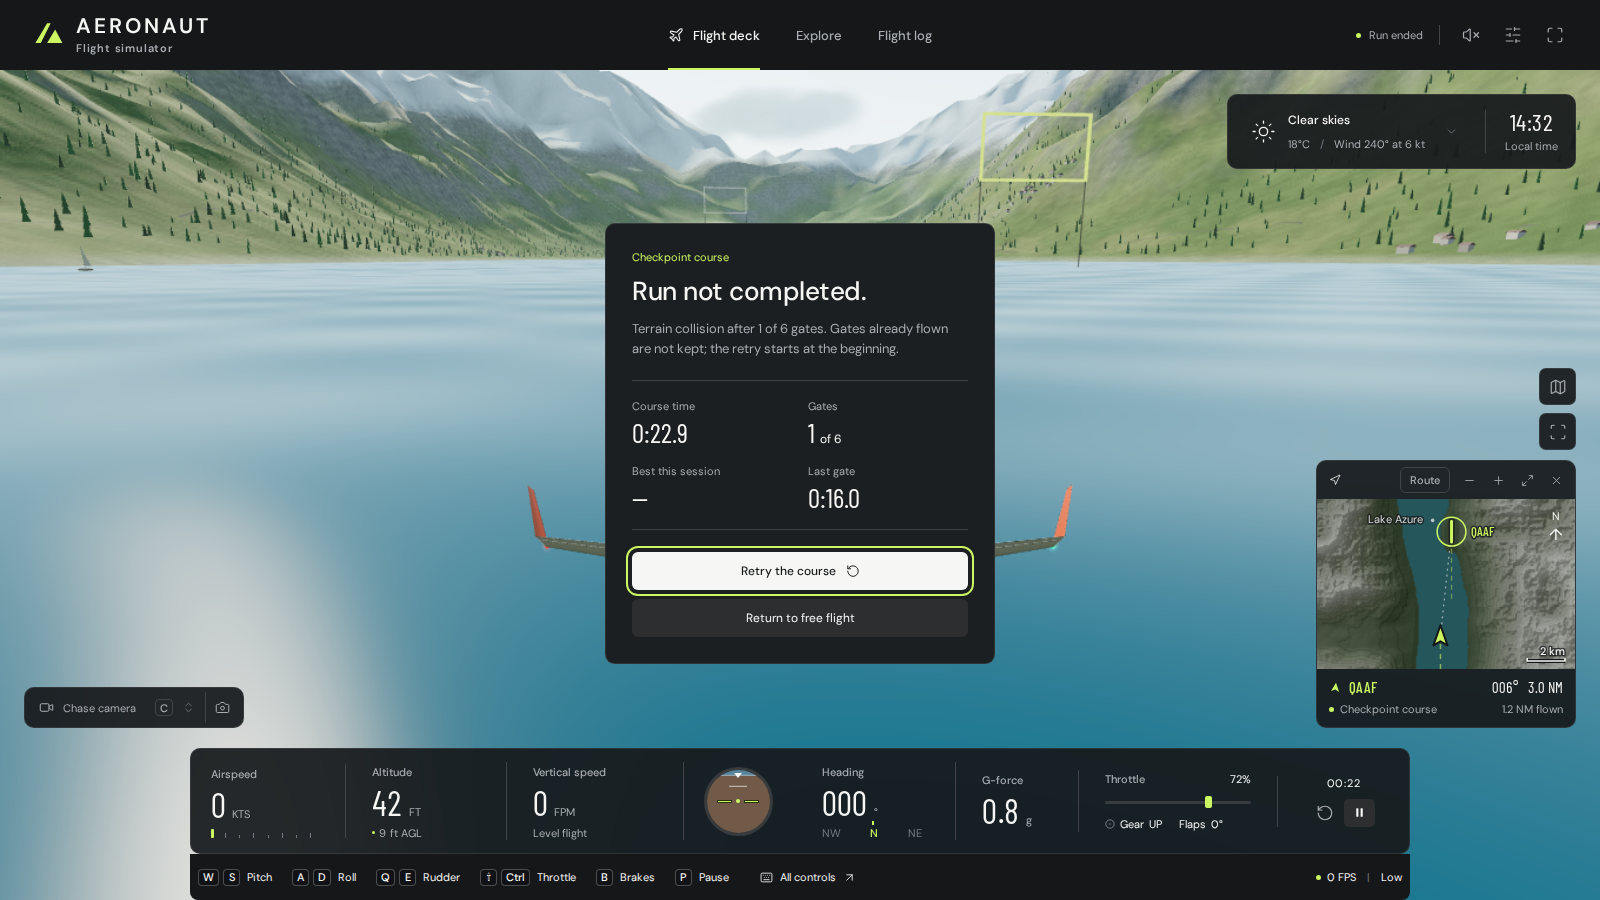 AERONAUT
Flight simulator
Flight deck
Explore
Flight log
Run ended
Clear skies
18°C / Wind 240° at 6 kt
14:32
Local time
Checkpoint course
Run not completed.
Terrain collision after 1 of 6 gates. Gates already flown
are not kept; the retry starts at the beginning.
Course time
0:22.9
Gates
1 of 6
Best this session
—
Last gate
0:16.0
Retry the course
Return to free flight
Route
Lake Azure
QAAF
N
2 km
QAAF
006° 3.0 NM
Checkpoint course
1.2 NM flown
Chase camera
C
Airspeed
0 KTS
Altitude
42 FT
9 ft AGL
Vertical speed
0 FPM
Level flight
Heading
000°
NW N NE
G-force
0.8 g
Throttle 72%
Gear UP Flaps 0°
00:22
W S Pitch
A D Roll
Q E Rudder
⇧ Ctrl Throttle
B Brakes
P Pause
All controls
0 FPS | Low